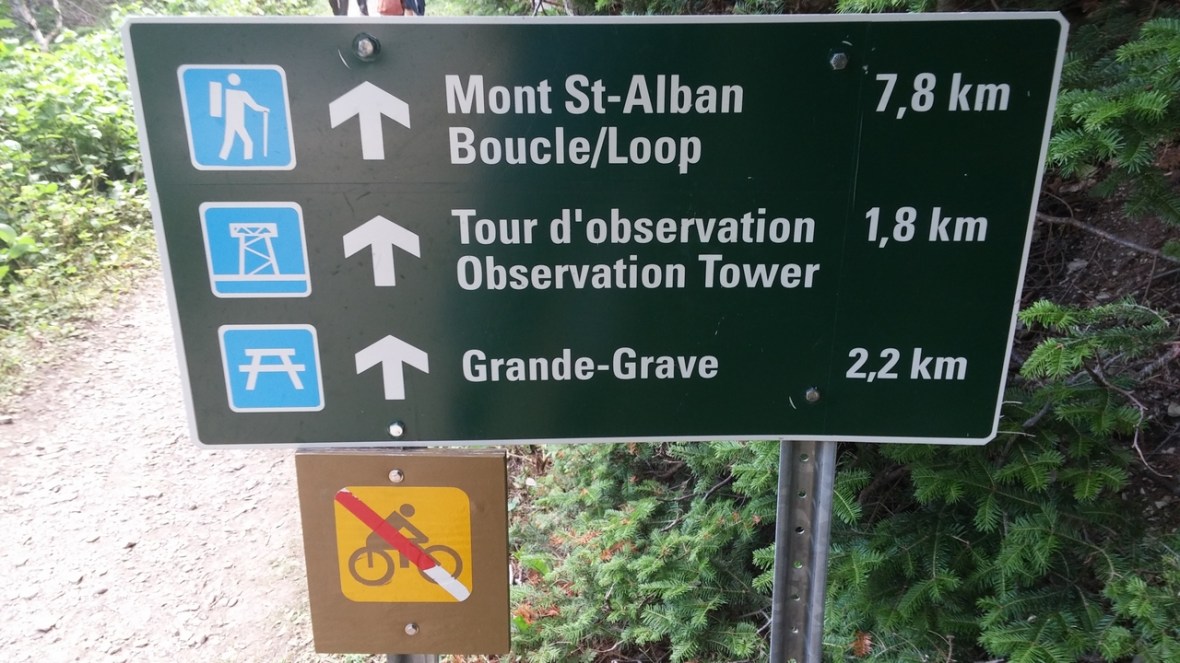 Mont St-Alban 7,8 km
Boucle/Loop
Tour d'observation 1,8 km
Observation Tower
Grande-Grave 2,2 km